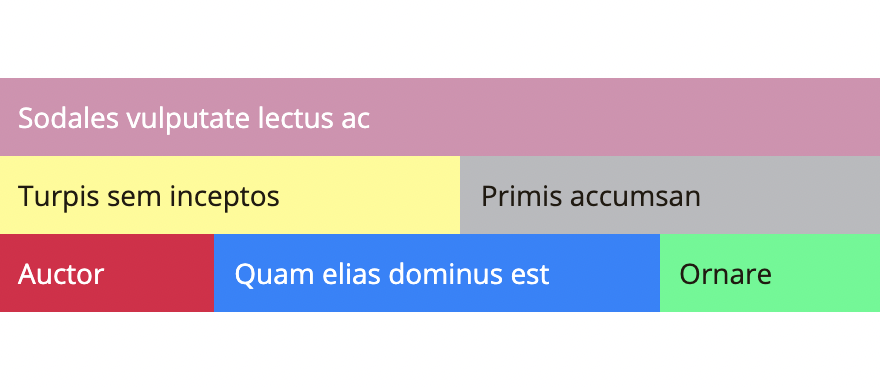 Sodales vulputate lectus ac
Turpis sem inceptos
Primis accumsan
Auctor
Quam elias dominus est
Ornare